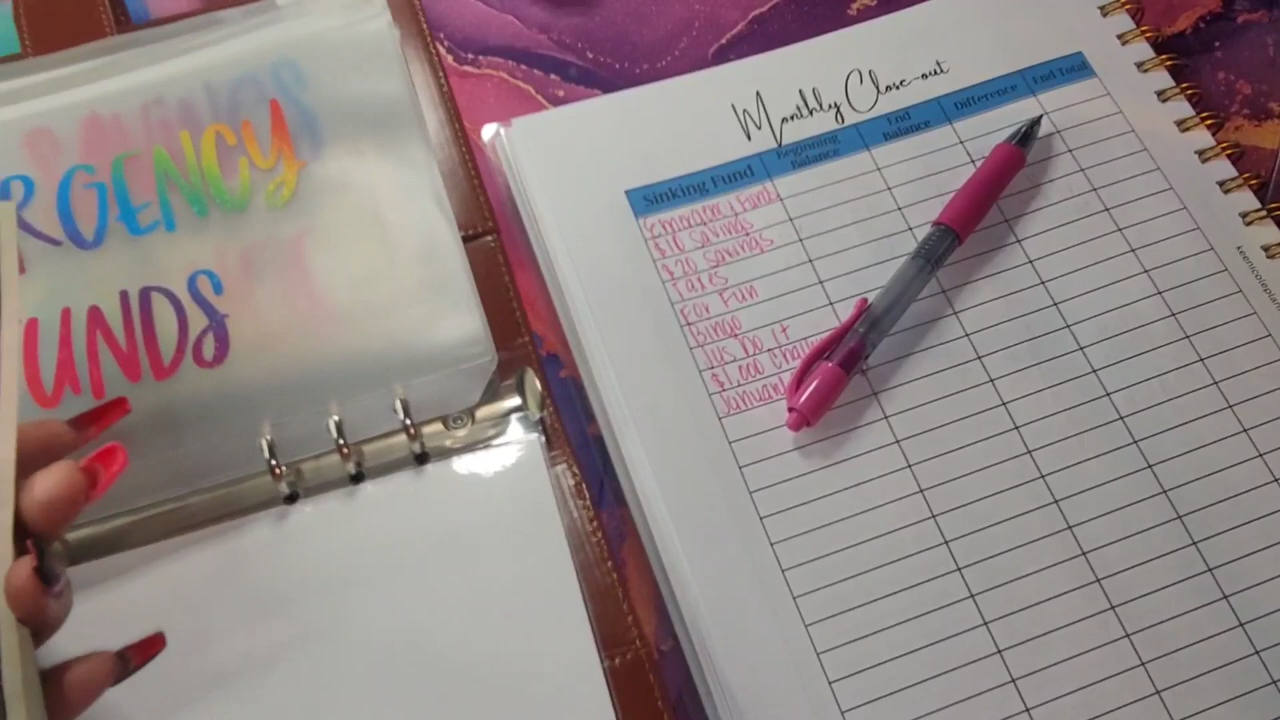 RGENCY
UNDS
Monthly Close-out
Sinking Fund Beginning Balance End Balance Difference End Total
Emergency Fund
$10 Savings
$20 savings
Taxes
For Fun
Bingo
Jus Do It
$1,000